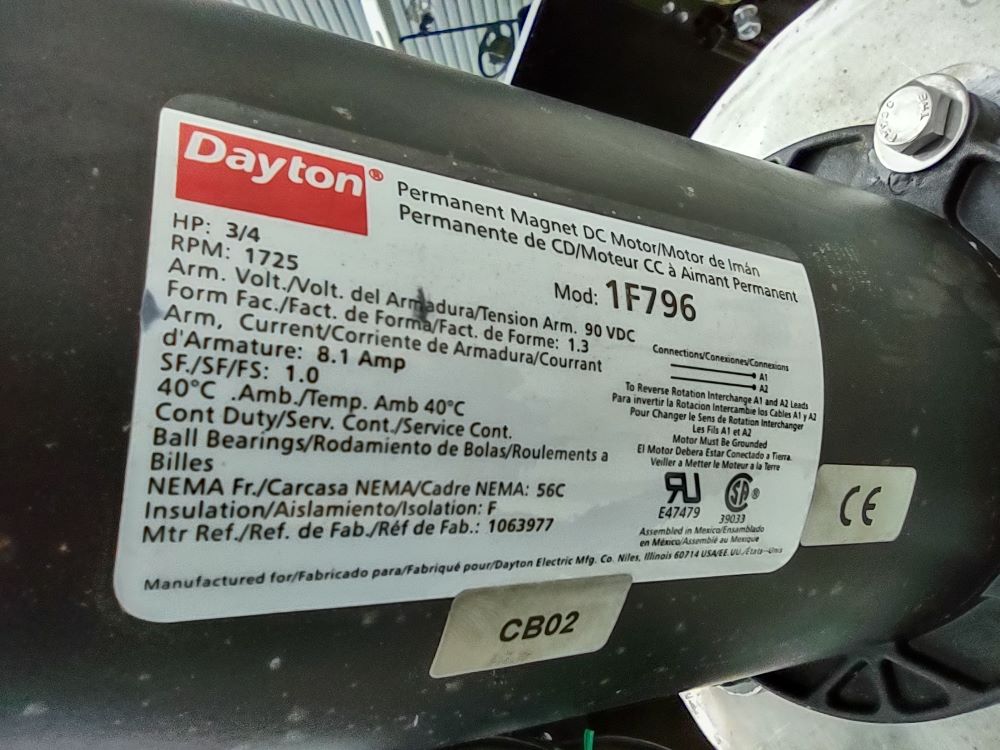 Dayton®
Permanent Magnet DC Motor/Motor de Imán
Permanente de CD/Moteur CC à Aimant Permanent
HP: 3/4
RPM: 1725
Mod: 1F796
Arm. Volt./Volt. del Armadura/Tension Arm. 90 VDC
Form Fac./Fact. de Forma/Fact. de Forme: 1.3
Arm, Current/Corriente de Armadura/Courrant
d'Armature: 8.1 Amp
SF./SF/FS: 1.0
40°C .Amb./Temp. Amb 40°C
Cont Duty/Serv. Cont./Service Cont.
Ball Bearings/Rodamiento de Bolas/Roulements a
Billes
NEMA Fr./Carcasa NEMA/Cadre NEMA: 56C
Insulation/Aislamiento/Isolation: F
Mtr Ref./Ref. de Fab./Réf de Fab.: 1063977
Connections/Conexiones/Connexions
A1
A2
To Reverse Rotation Interchange A1 and A2 Leads
Para invertir la Rotacion Intercambie los Cables A1 y A2
Pour Changer le Sens de Rotation Interchanger
Les Fils A1 et A2
Motor Must Be Grounded
El Motor Debera Estar Conectado a Tierra.
Veiller a Metter le Moteur a la Terre
E47479
SA®
39033
Assembled in Mexico/Ensamblado
en México/Assemblé au Mexique
Manufactured for/Fabricado para/Fabriqué pour/Dayton Electric Mfg. Co. Niles, Illinois 60714 USA/EE.UU./États-Unis
CE
CB02